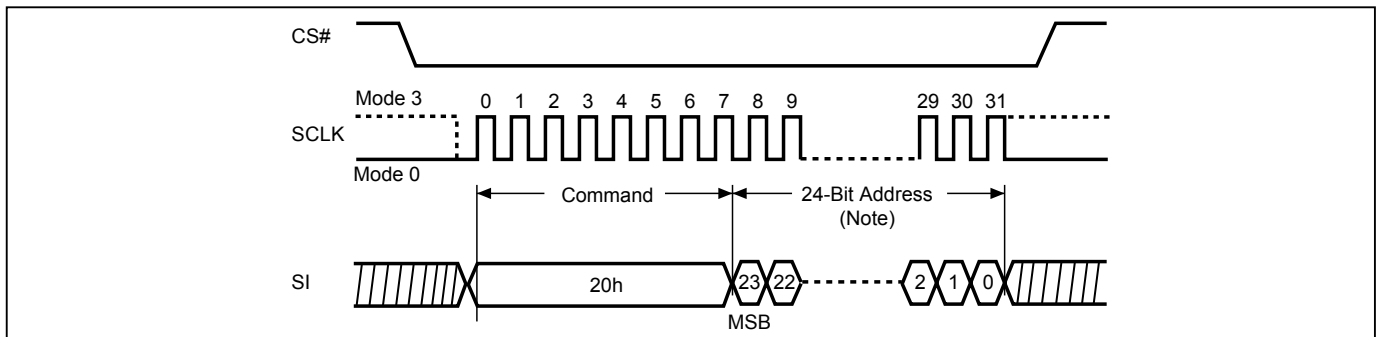 CS#
Mode 3
0 1 2 3 4 5 6 7 8 9 29 30 31
SCLK
Mode 0
Command
24-Bit Address
(Note)
SI
20h
23 22
2 1 0
MSB